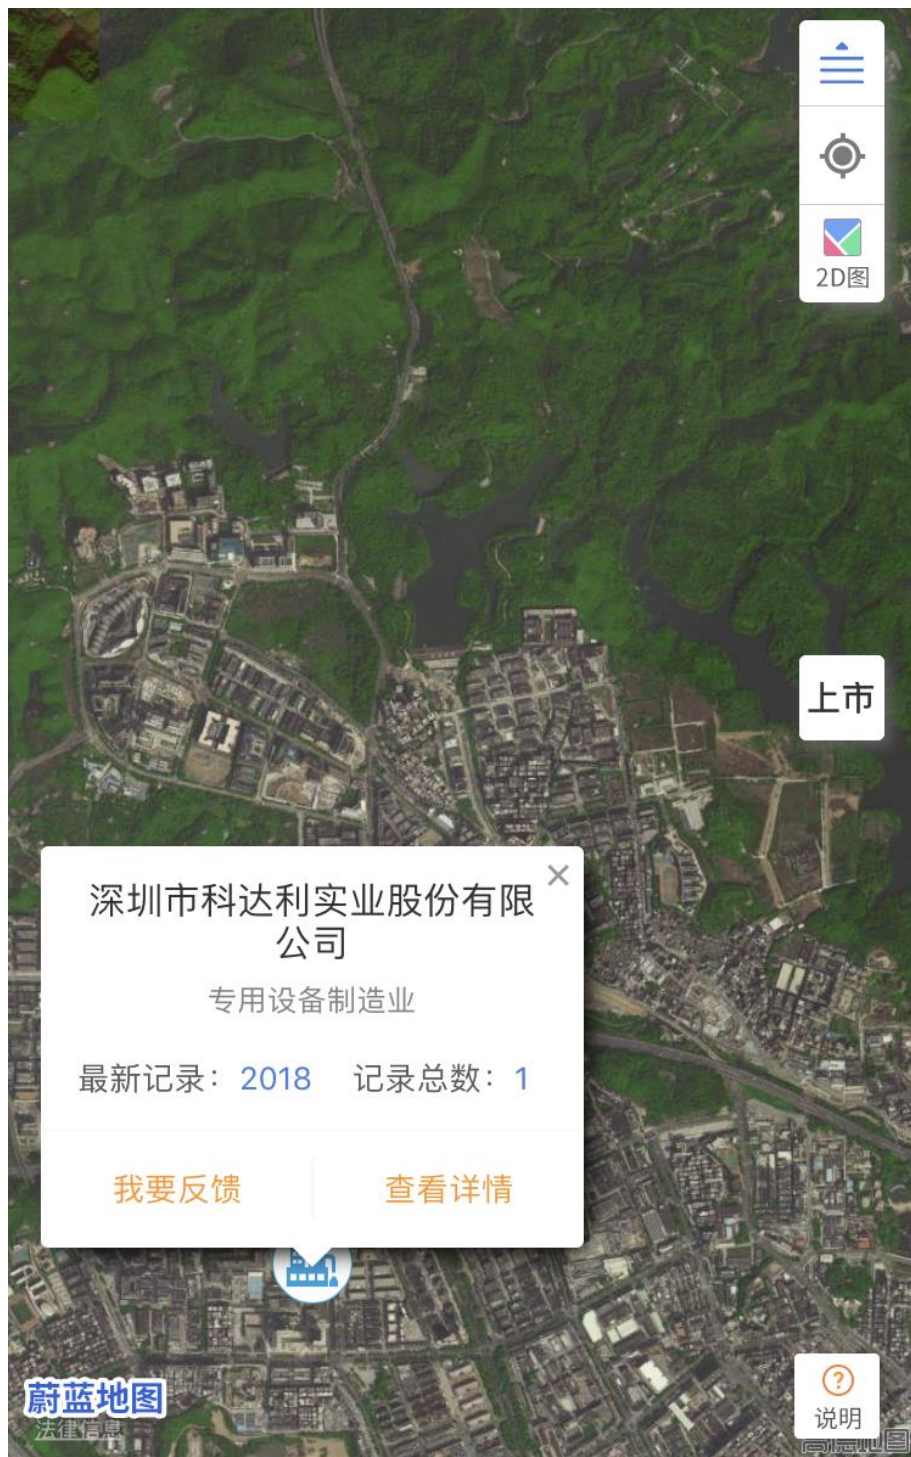 2D图
上市
深圳市科达利实业股份有限
公司
专用设备制造业
最新记录：2018 记录总数：1
我要反馈 查看详情
蔚蓝地图
法律信息
说明
高德地图